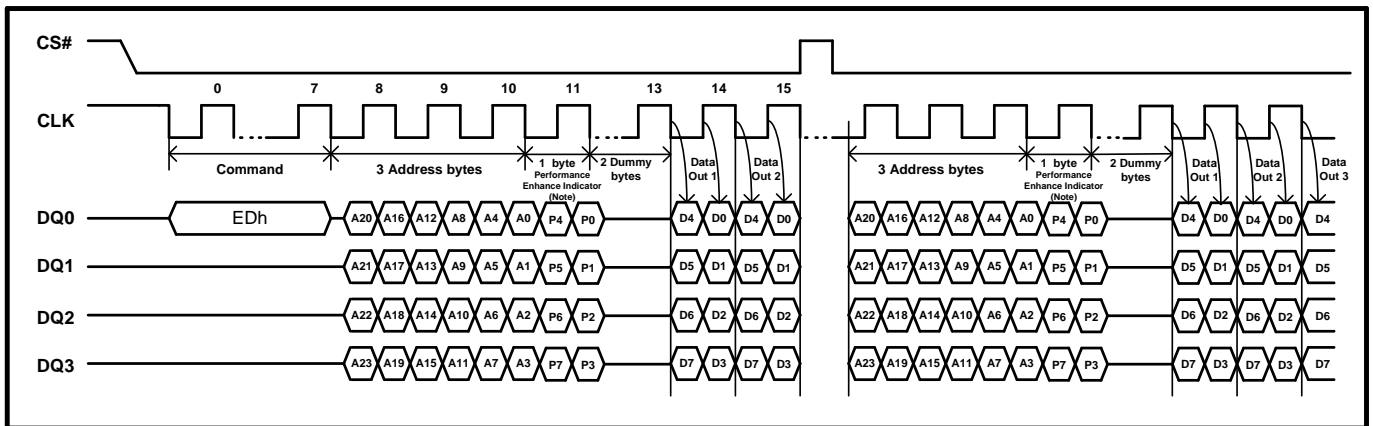 CS#
0 7 8 9 10 11 13 14 15
CLK
Command 3 Address bytes 1 byte Performance Enhance Indicator (Note) 2 Dummy bytes Data Out 1 Data Out 2 3 Address bytes 1 byte Performance Enhance Indicator (Note) 2 Dummy bytes Data Out 1 Data Out 2 Data Out 3
DQ0 EDh A20 A16 A12 A8 A4 A0 P4 P0 D4 D0 D4 D0 A20 A16 A12 A8 A4 A0 P4 P0 D4 D0 D4 D0 D4
DQ1 A21 A17 A13 A9 A5 A1 P5 P1 D5 D1 D5 D1 A21 A17 A13 A9 A5 A1 P5 P1 D5 D1 D5 D1 D5
DQ2 A22 A18 A14 A10 A6 A2 P6 P2 D6 D2 D6 D2 A22 A18 A14 A10 A6 A2 P6 P2 D6 D2 D6 D2 D6
DQ3 A23 A19 A15 A11 A7 A3 P7 P3 D7 D3 D7 D3 A23 A19 A15 A11 A7 A3 P7 P3 D7 D3 D7 D3 D7